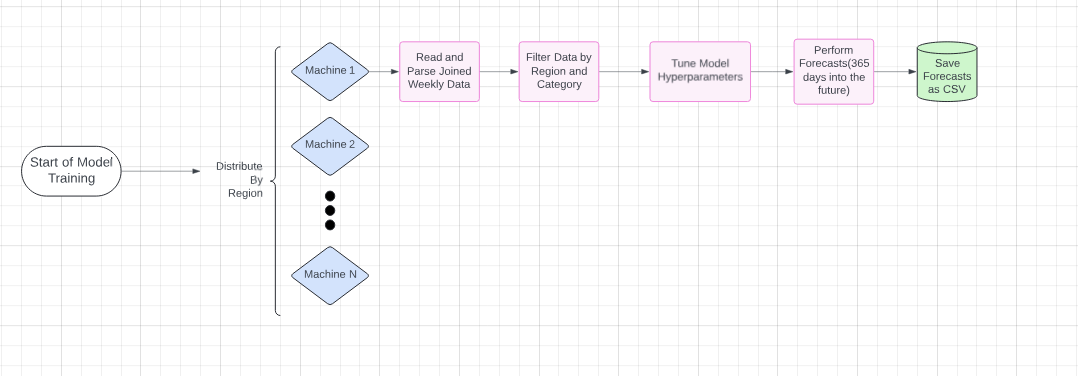 Start of Model
Training
Distribute
By
Region
Machine 1
Machine 2
Machine N
Read and
Parse Joined
Weekly Data
Filter Data by
Region and
Category
Tune Model
Hyperparameters
Perform
Forecasts(365
days into the
future)
Save
Forecasts
as CSV